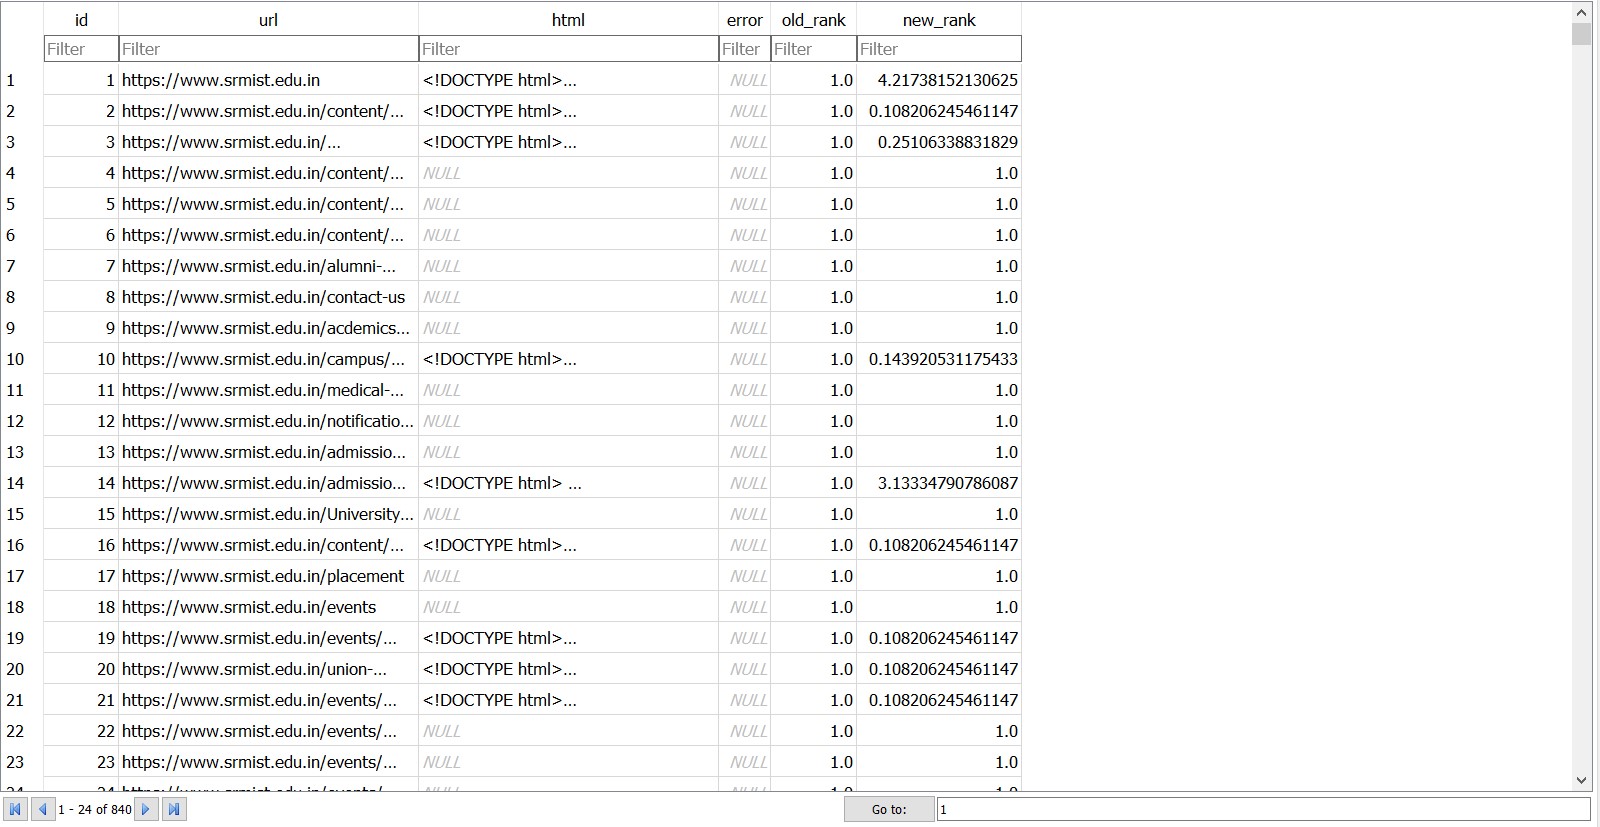 id url html error old_rank new_rank
Filter Filter Filter Filter Filter Filter
1 1 https://www.srmist.edu.in <!DOCTYPE html>... NULL 1.0 4.21738152130625
2 2 https://www.srmist.edu.in/content/... <!DOCTYPE html>... NULL 1.0 0.108206245461147
3 3 https://www.srmist.edu.in/... <!DOCTYPE html>... NULL 1.0 0.25106338831829
4 4 https://www.srmist.edu.in/content/... NULL NULL 1.0 1.0
5 5 https://www.srmist.edu.in/content/... NULL NULL 1.0 1.0
6 6 https://www.srmist.edu.in/content/... NULL NULL 1.0 1.0
7 7 https://www.srmist.edu.in/alumni-... NULL NULL 1.0 1.0
8 8 https://www.srmist.edu.in/contact-us NULL NULL 1.0 1.0
9 9 https://www.srmist.edu.in/acdemics... NULL NULL 1.0 1.0
10 10 https://www.srmist.edu.in/campus/... <!DOCTYPE html>... NULL 1.0 0.143920531175433
11 11 https://www.srmist.edu.in/medical-... NULL NULL 1.0 1.0
12 12 https://www.srmist.edu.in/notificatio... NULL NULL 1.0 1.0
13 13 https://www.srmist.edu.in/admissio... NULL NULL 1.0 1.0
14 14 https://www.srmist.edu.in/admissio... <!DOCTYPE html> ... NULL 1.0 3.13334790786087
15 15 https://www.srmist.edu.in/University... NULL NULL 1.0 1.0
16 16 https://www.srmist.edu.in/content/... <!DOCTYPE html>... NULL 1.0 0.108206245461147
17 17 https://www.srmist.edu.in/placement NULL NULL 1.0 1.0
18 18 https://www.srmist.edu.in/events NULL NULL 1.0 1.0
19 19 https://www.srmist.edu.in/events/... <!DOCTYPE html>... NULL 1.0 0.108206245461147
20 20 https://www.srmist.edu.in/union-... <!DOCTYPE html>... NULL 1.0 0.108206245461147
21 21 https://www.srmist.edu.in/events/... <!DOCTYPE html>... NULL 1.0 0.108206245461147
22 22 https://www.srmist.edu.in/events/... NULL NULL 1.0 1.0
23 23 https://www.srmist.edu.in/events/... NULL NULL 1.0 1.0
24 24 https://www.srmist.edu.in/events/ NULL NULL 1.0 1.0
1 - 24 of 840 Go to: 1